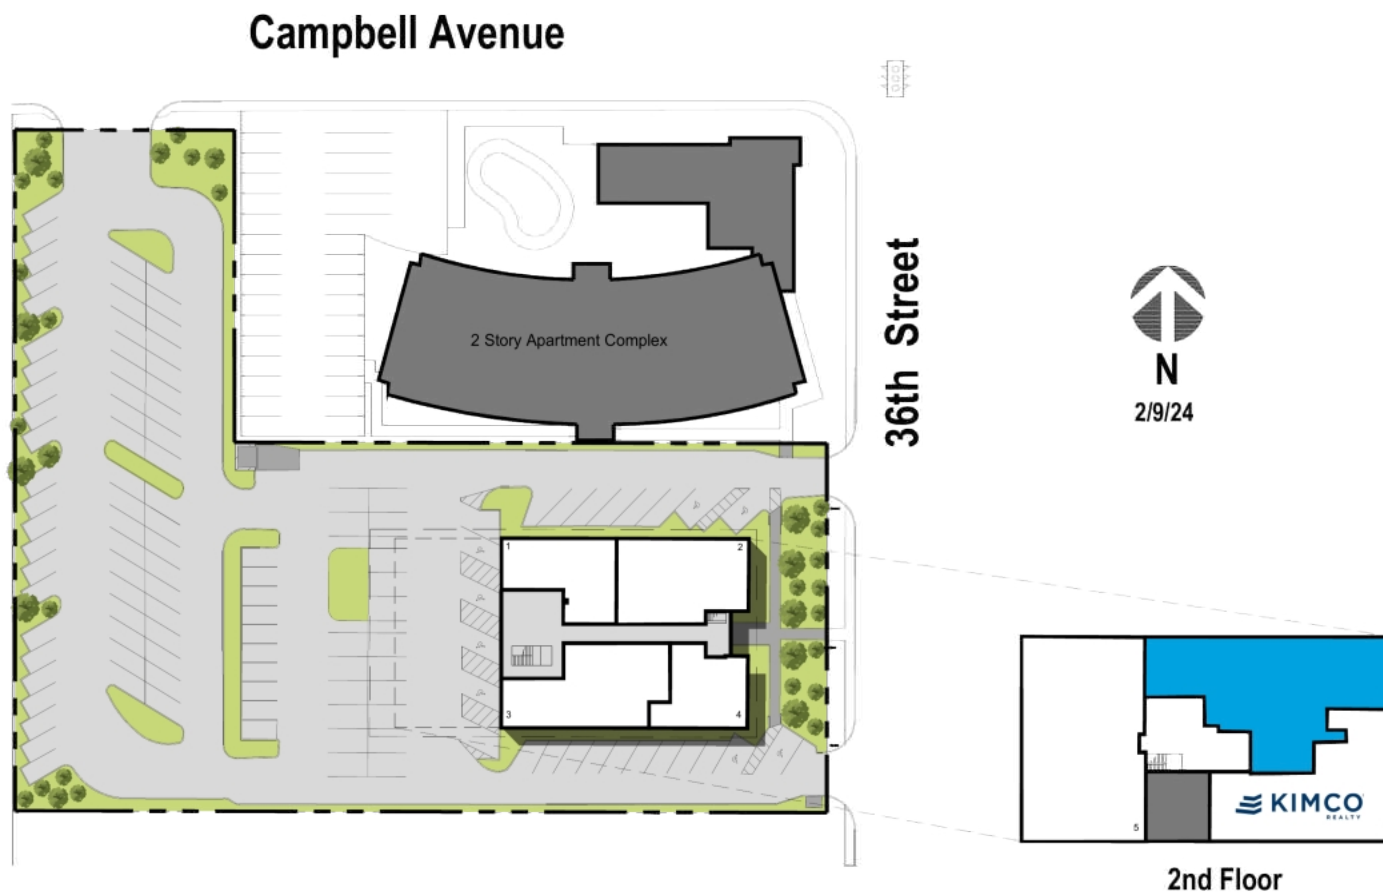 Campbell Avenue
36th Street
2 Story Apartment Complex
N
2/9/24
1
2
3
4
5
KIMCO
REALTY
2nd Floor